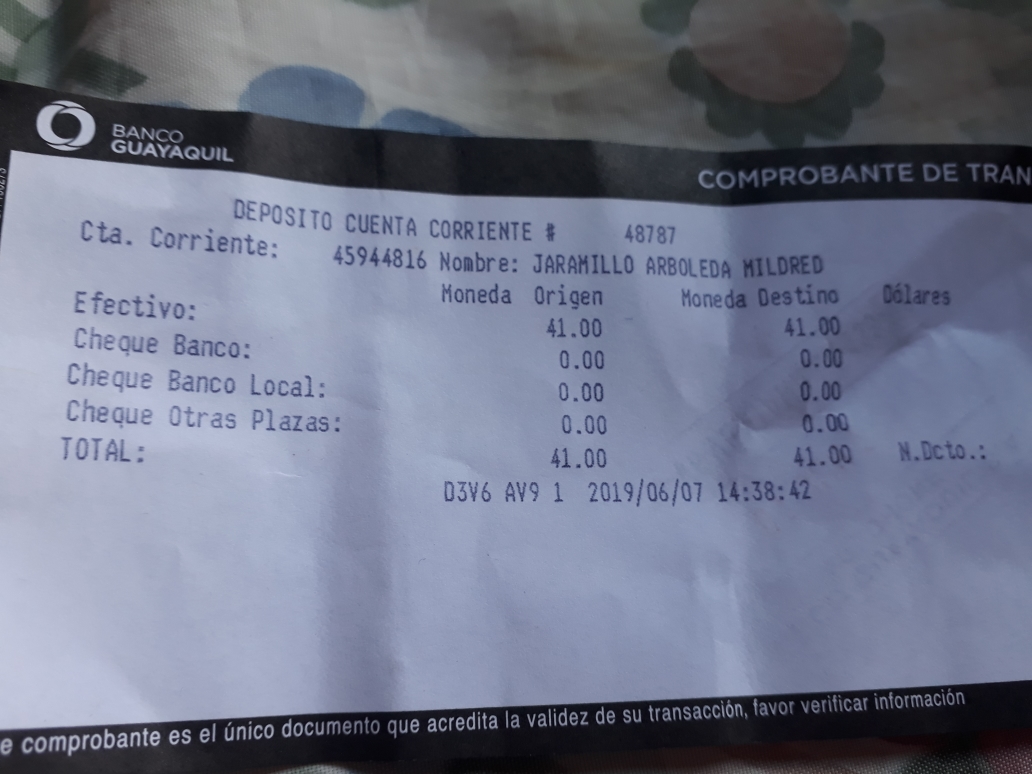 BANCO
GUAYAQUIL
COMPROBANTE DE TRAN
DEPOSITO CUENTA CORRIENTE # 48787
Cta. Corriente: 45944816 Nombre: JARAMILLO ARBOLEDA MILDRED
Moneda Origen Moneda Destino Dólares
Efectivo: 41.00 41.00
Cheque Banco: 0.00 0.00
Cheque Banco Local: 0.00 0.00
Cheque Otras Plazas: 0.00 0.00
TOTAL: 41.00 41.00 N.Dcto.:
D3V6 AV9 1 2019/06/07 14:38:42
e comprobante es el único documento que acredita la validez de su transacción, favor verificar información